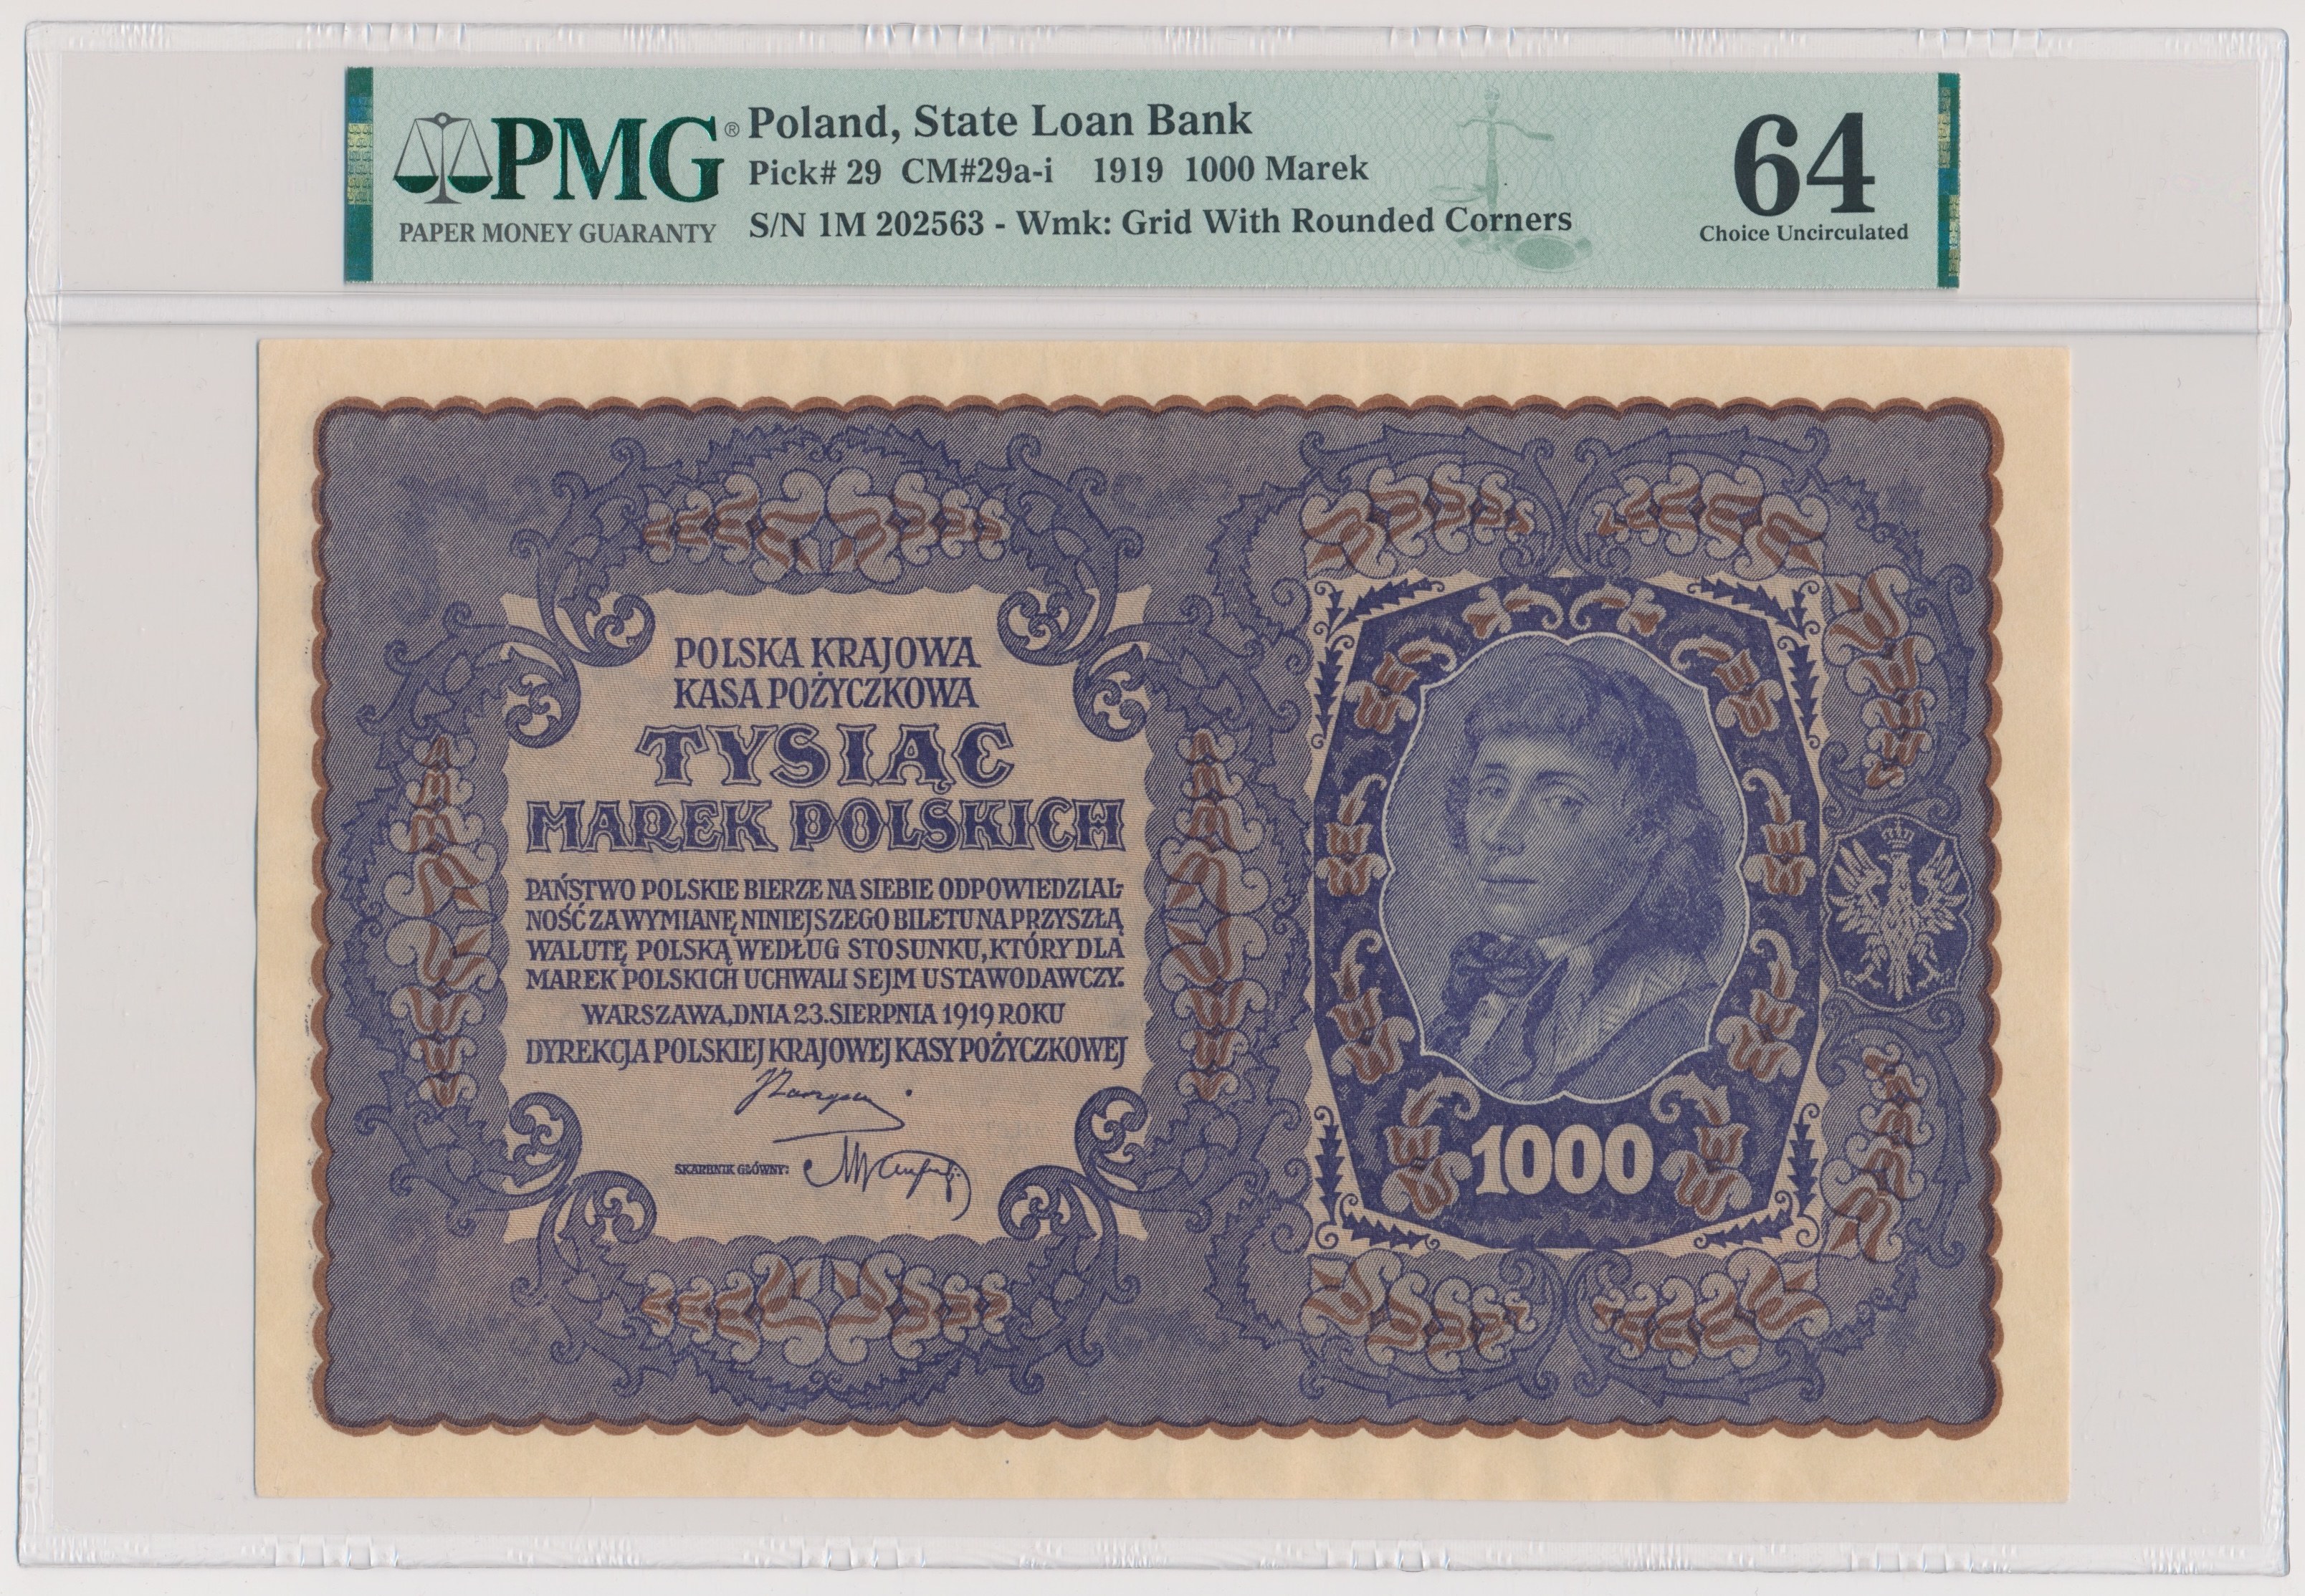 PMG®
PAPER MONEY GUARANTY
Poland, State Loan Bank
Pick# 29 CM#29a-i 1919 1000 Marek
S/N 1M 202563 - Wmk: Grid With Rounded Corners
64
Choice Uncirculated
POLSKA KRAJOWA
KASA POŻYCZKOWA
TYSIĄC
MAREK POLSKICH
PAŃSTWO POLSKIE BIERZE NA SIEBIE ODPOWIEDZIAL-
NOŚĆ ZA WYMIANĘ NINIEJSZEGO BILETU NA PRZYSZŁĄ
WALUTĘ POLSKĄ WEDŁUG STOSUNKU, KTÓRY DLA
MAREK POLSKICH UCHWALI SEJM USTAWODAWCZY.
WARSZAWA, DNIA 23. SIERPNIA 1919 ROKU
DYREKCJA POLSKIEJ KRAJOWEJ KASY POŻYCZKOWEJ
SKARBNIK GŁÓWNY:
1000